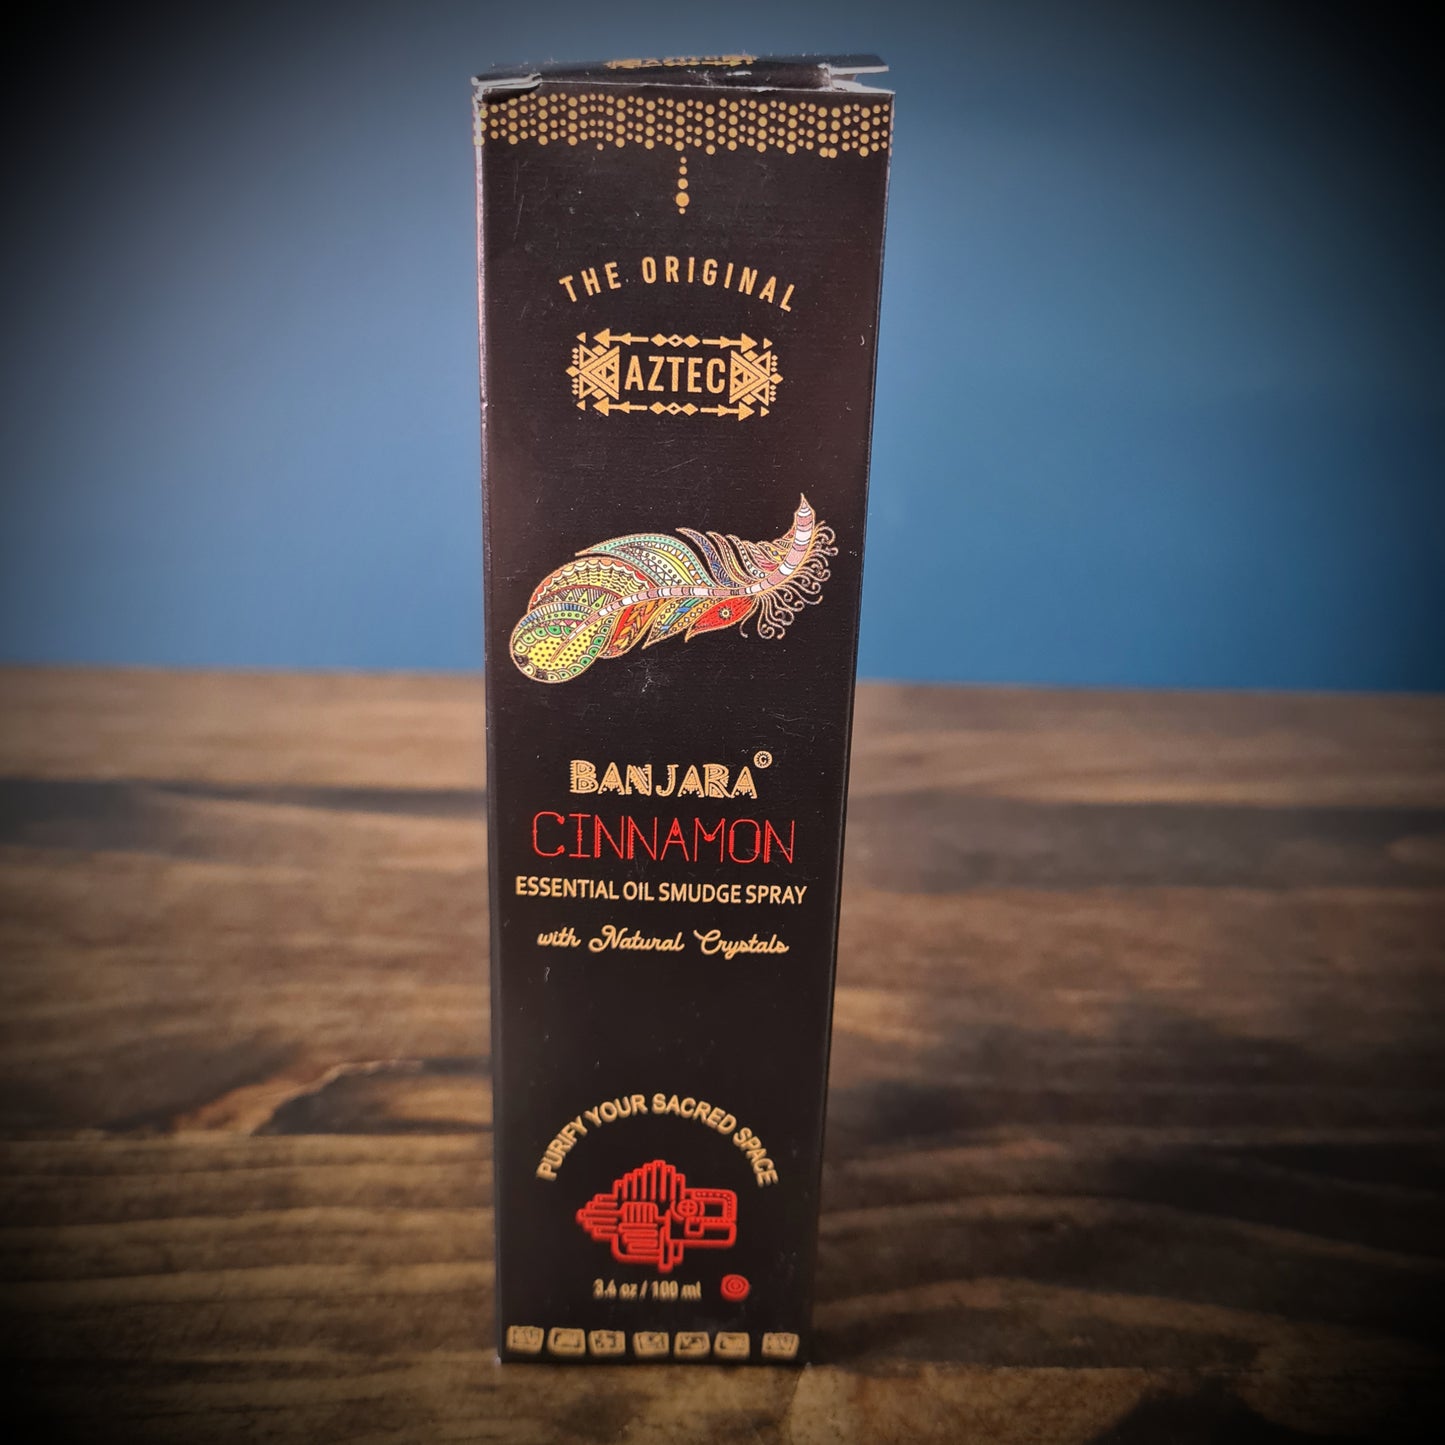 THE ORIGINAL
AZTEC
BANJARA©
CINNAMON
ESSENTIAL OIL SMUDGE SPRAY
with Natural Crystals
PURIFY YOUR SACRED SPACE
3.4 oz / 100 ml